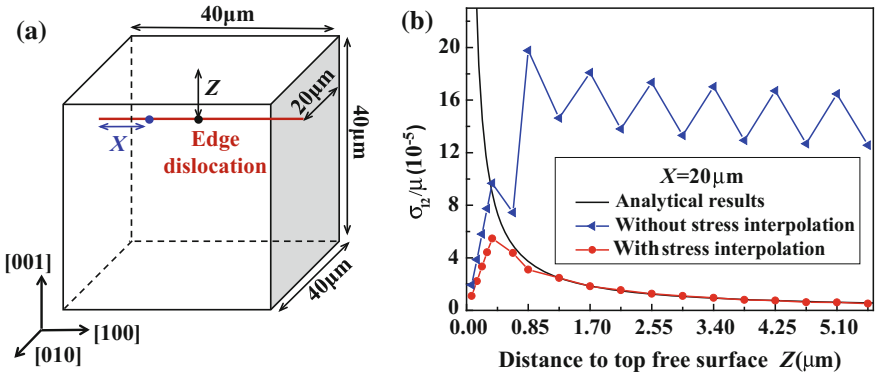 (a)
40μm
Z
20μm
40μm
X
Edge
dislocation
40μm
[001]
[100]
[010]
(b)
σ12/μ (10-5)
20
16
12
8
4
0
X=20μm
Analytical results
Without stress interpolation
With stress interpolation
0.00 0.85 1.70 2.55 3.40 4.25 5.10
Distance to top free surface Z(μm)